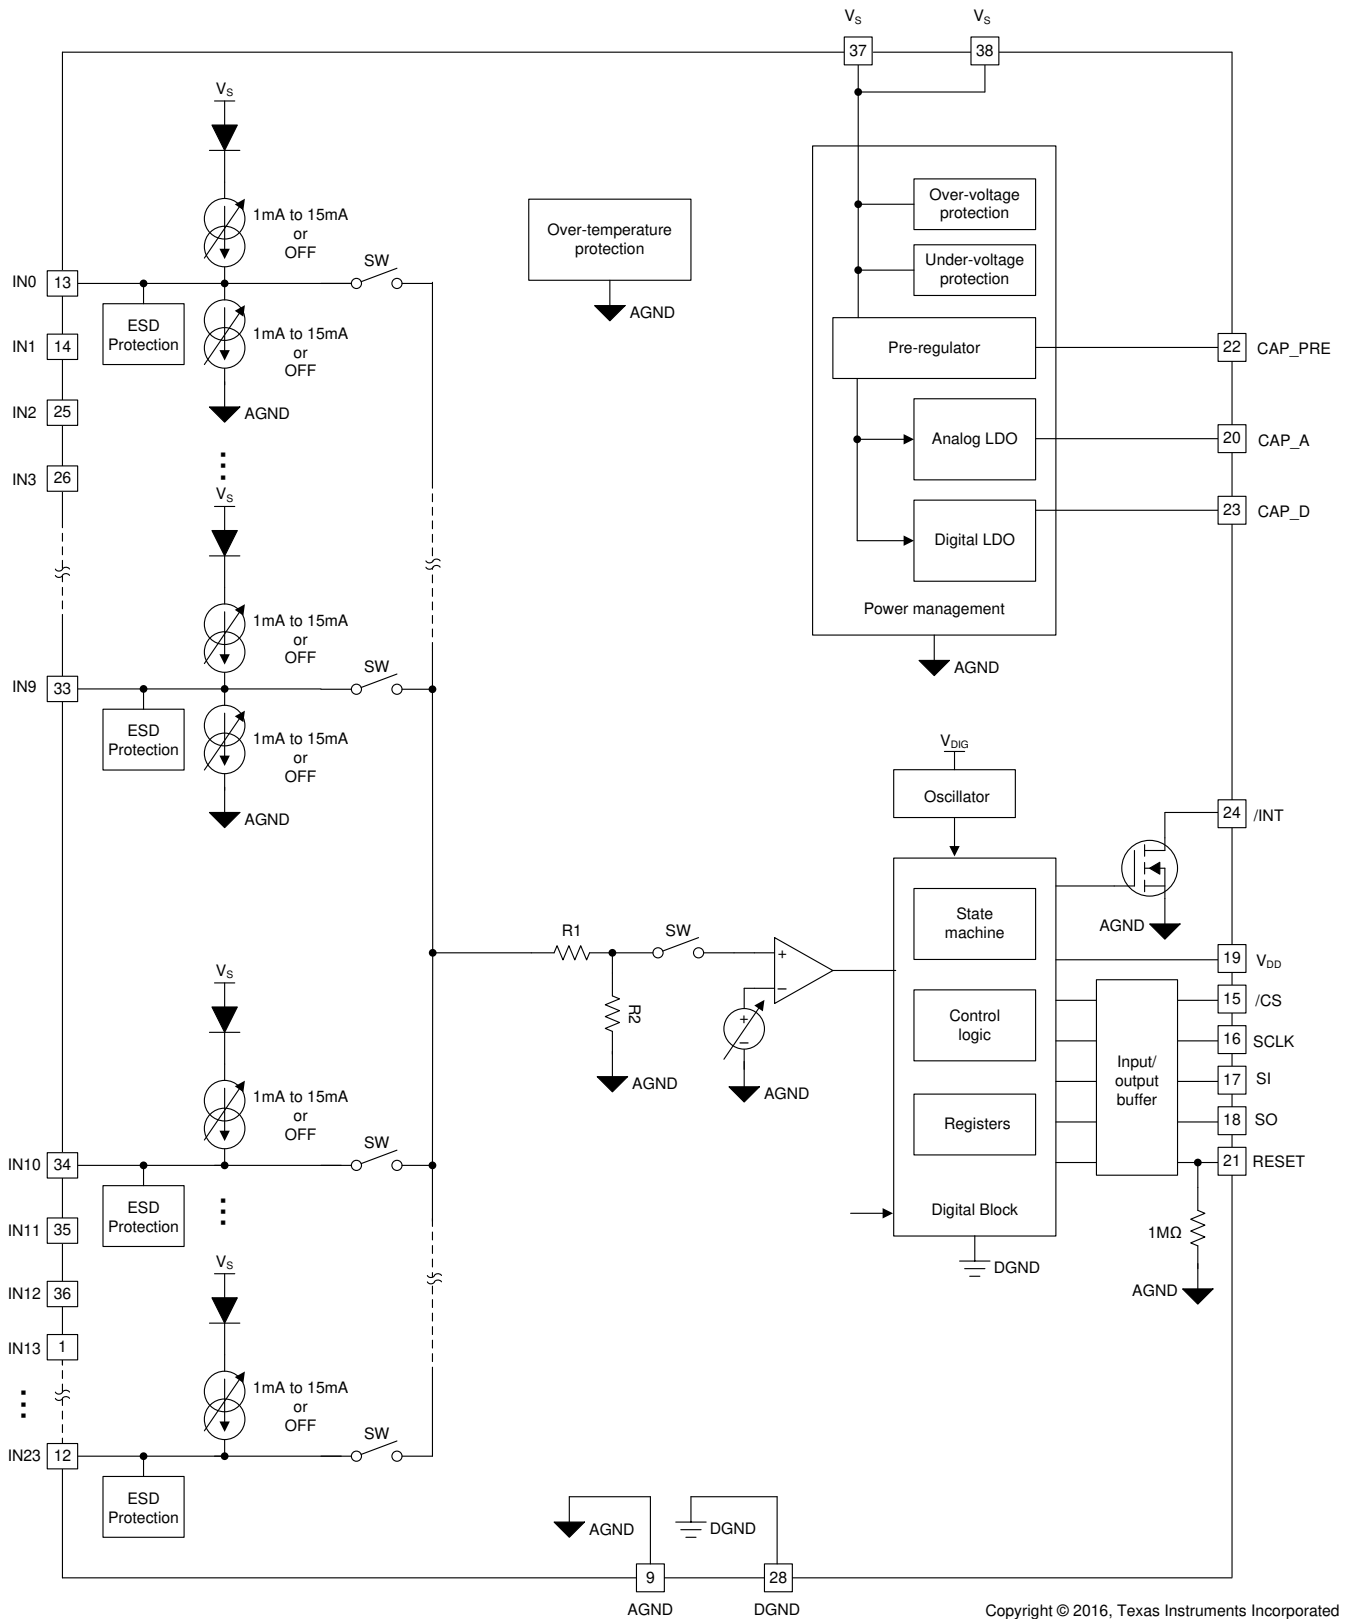 VS
VS
37
38
VS
1mA to 15mA
or
OFF
SW
IN0
13
ESD
Protection
1mA to 15mA
or
OFF
AGND
IN1
14
IN2
25
IN3
26
VS
1mA to 15mA
or
OFF
SW
IN9
33
ESD
Protection
1mA to 15mA
or
OFF
AGND
VS
1mA to 15mA
or
OFF
SW
IN10
34
ESD
Protection
IN11
35
IN12
36
IN13
1
VS
1mA to 15mA
or
OFF
SW
IN23
12
ESD
Protection
Over-temperature
protection
AGND
Over-voltage
protection
Under-voltage
protection
Pre-regulator
22
CAP_PRE
Analog LDO
20
CAP_A
Digital LDO
23
CAP_D
Power management
AGND
VDIG
Oscillator
24
/INT
AGND
R1
SW
+
−
R2
AGND
+
−
AGND
State
machine
Control
logic
Registers
Digital Block
DGND
Input/
output
buffer
19
VDD
15
/CS
16
SCLK
17
SI
18
SO
21
RESET
1MΩ
AGND
AGND
DGND
9
28
AGND
DGND
Copyright © 2016, Texas Instruments Incorporated